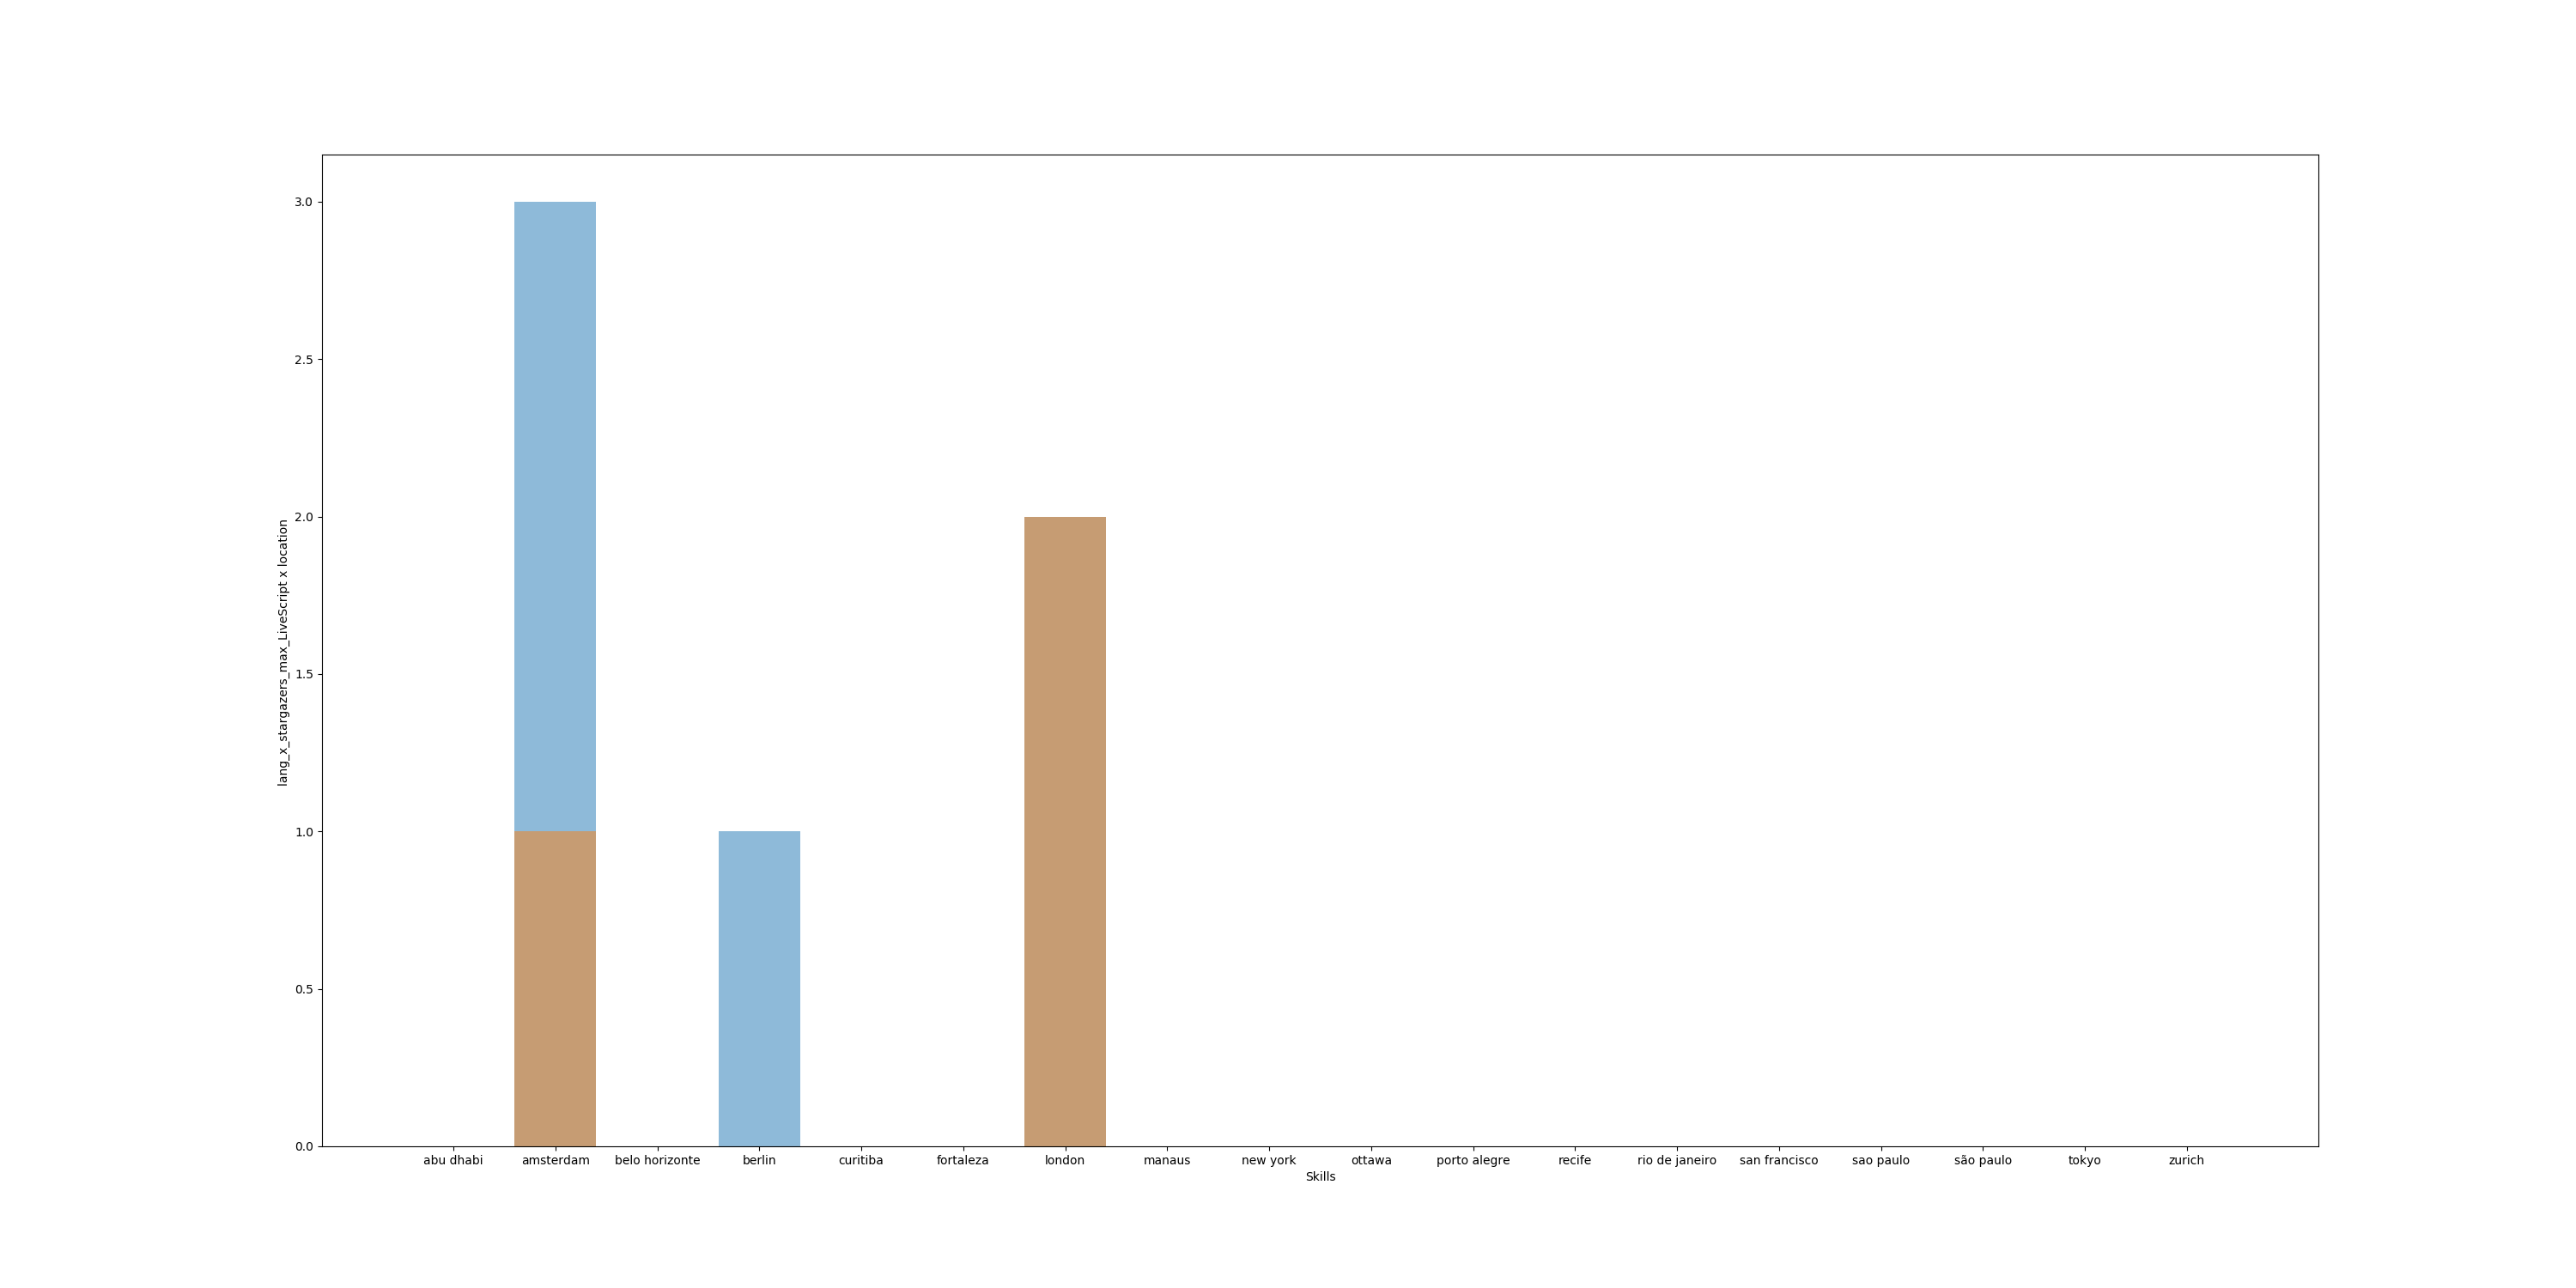 3.0
2.5
2.0
1.5
1.0
0.5
0.0
lang_x_stargazers_max_LiveScript x location
abu dhabi amsterdam belo horizonte berlin curitiba fortaleza london manaus new york ottawa porto alegre recife rio de janeiro san francisco sao paulo são paulo tokyo zurich
Skills